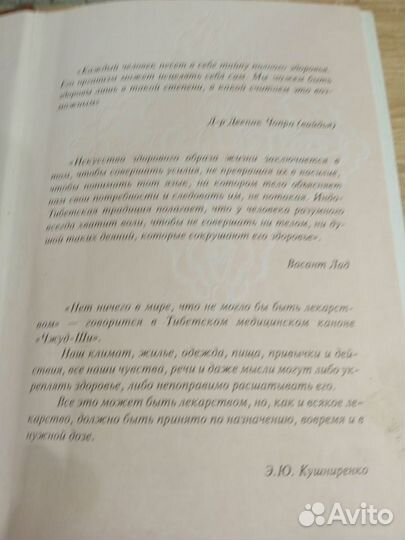 «Каждый человек несет в себе тайну полного здоровья.
Его организм может исцелять себя сам. Мы можем быть
здоровы лишь в такой степени, в какой считаем это воз-
можным»
Д-р Дипак Чопра (вайдья)
«Искусство здорового образа жизни заключается в
том, чтобы совершать усилия, не превращая их в насилие,
чтобы понимать тот язык, на котором тело объясняет
нам свои потребности и следовать им, не потакая. Индо-
Тибетская традиция полагает, что у человека разумного
всегда хватит воли, чтобы не совершать ни телом, ни ду-
шой таких деяний, которые сокрушают его здоровье».
Васант Лад
«Нет ничего в мире, что не могло бы быть лекарст-
вом» — говорится в Тибетском медицинском каноне
«Чжуд-Ши».
Наш климат, жилье, одежда, пища, привычки и дей-
ствия, все наши чувства, речи и даже мысли могут либо ук-
реплять здоровье, либо непоправимо расшатывать его.
Все это может быть лекарством, но, как и всякое ле-
карство, должно быть принято по назначению, вовремя и в
нужной дозе.
Э.Ю. Кушниренко
Avito